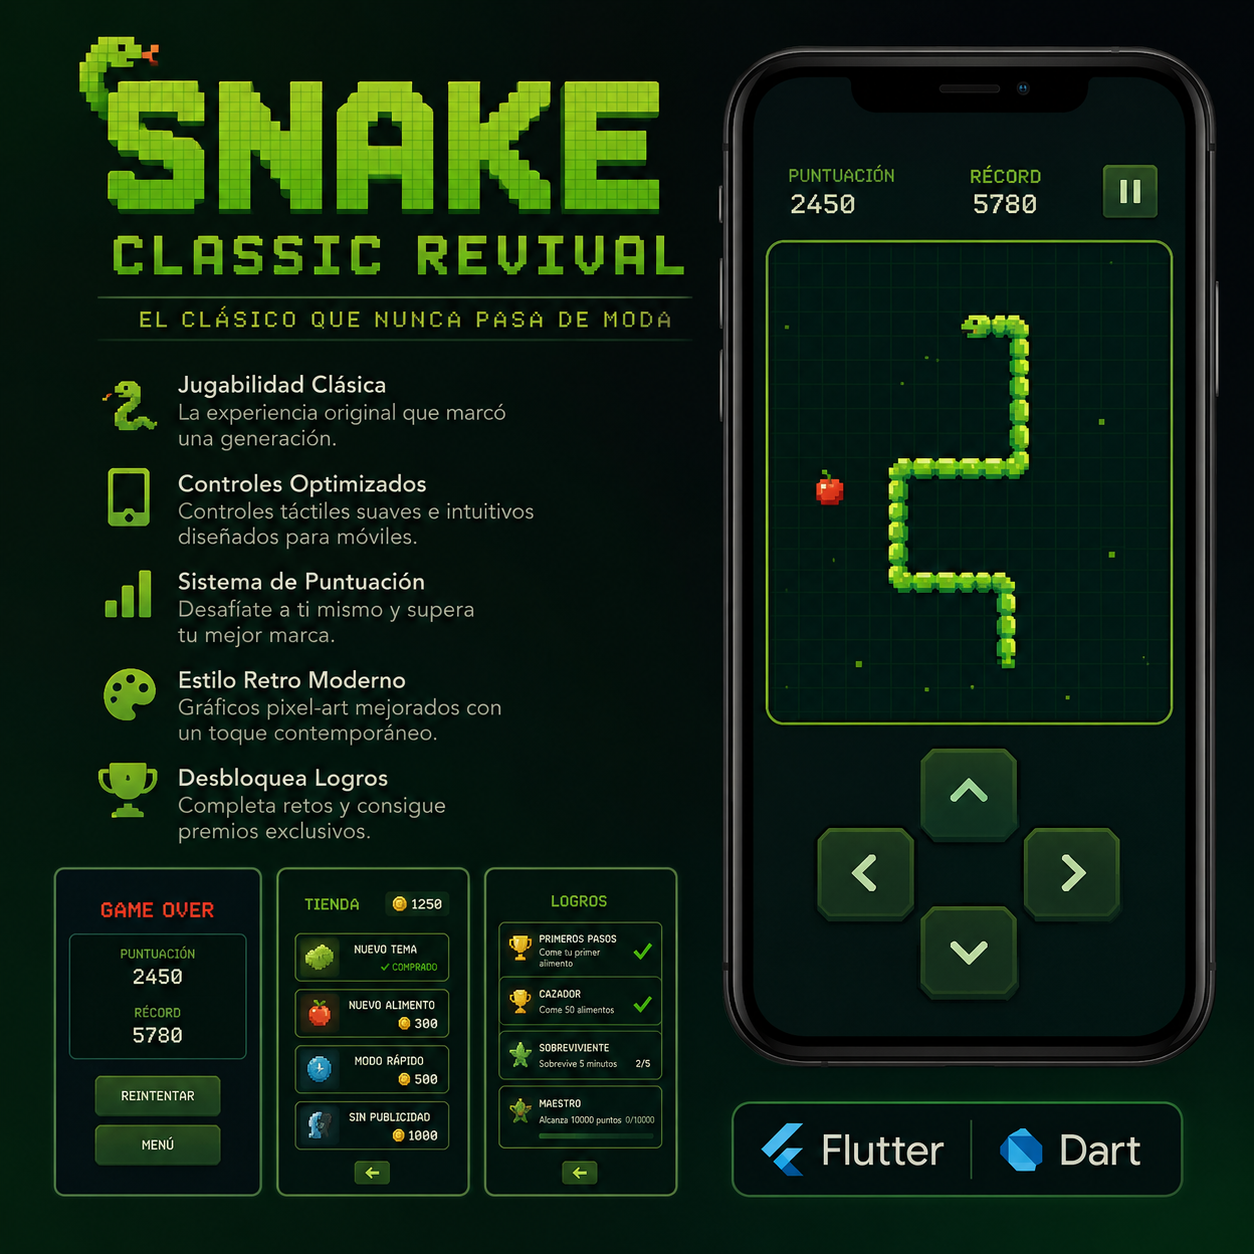 SNAKE
CLASSIC REVIVAL
EL CLÁSICO QUE NUNCA PASA DE MODA
Jugabilidad Clásica
La experiencia original que marcó
una generación.
Controles Optimizados
Controles táctiles suaves e intuitivos
diseñados para móviles.
Sistema de Puntuación
Desafíate a ti mismo y supera
tu mejor marca.
Estilo Retro Moderno
Gráficos pixel-art mejorados con
un toque contemporáneo.
Desbloquea Logros
Completa retos y consigue
premios exclusivos.
GAME OVER
PUNTUACIÓN
2450
RÉCORD
5780
REINTENTAR
MENÚ
TIENDA 1250
NUEVO TEMA
COMPRADO
NUEVO ALIMENTO
300
MODO RÁPIDO
500
SIN PUBLICIDAD
1000
LOGROS
PRIMEROS PASOS
Come tu primer
alimento
CAZADOR
Come 50 alimentos
SOBREVIVIENTE
Sobrevive 5 minutos 2/5
MAESTRO
Alcanza 10000 puntos 0/10000
PUNTUACIÓN
2450
RÉCORD
5780
Flutter
Dart